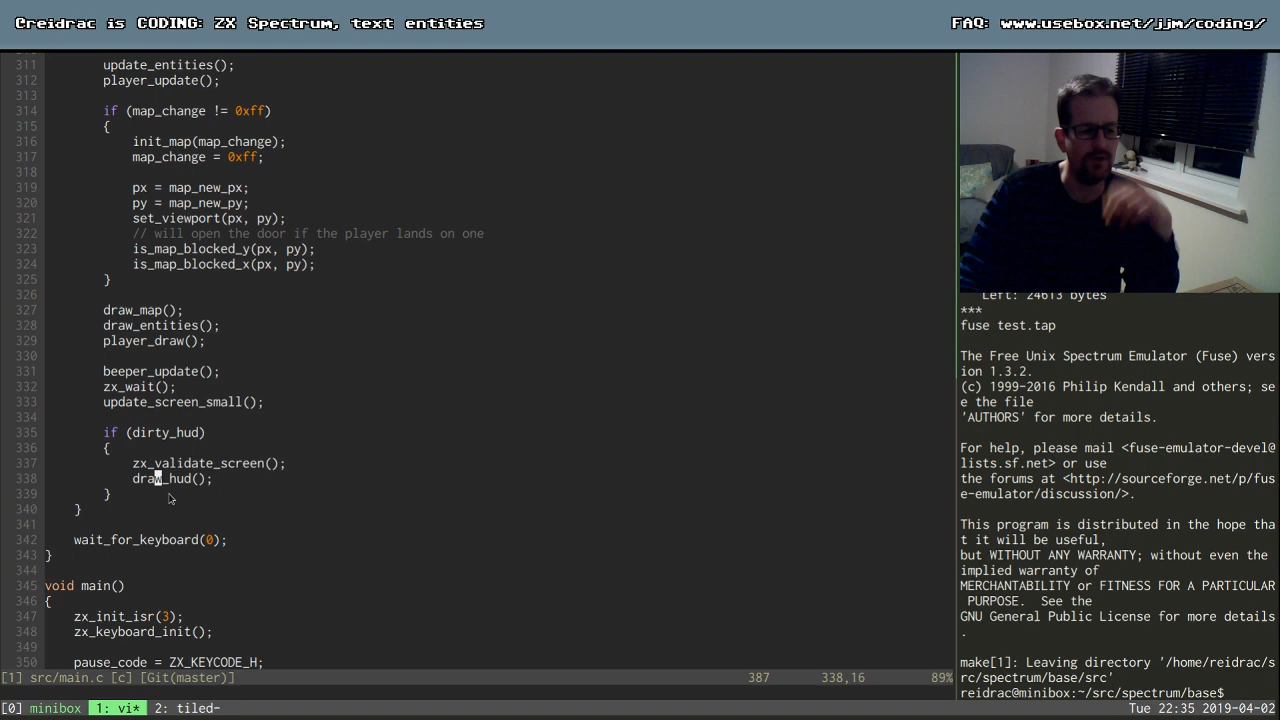 Creidrac is CODING: ZX Spectrum, text entities
FAQ: www.usebox.net/jjm/coding/
311 update_entities();
312 player_update();
313
314 if (map_change != 0xff)
315 {
316 init_map(map_change);
317 map_change = 0xff;
318
319 px = map_new_px;
320 py = map_new_py;
321 set_viewport(px, py);
322 // will open the door if the player lands on one
323 is_map_blocked_y(px, py);
324 is_map_blocked_x(px, py);
325 }
326
327 draw_map();
328 draw_entities();
329 player_draw();
330
331 beeper_update();
332 zx_wait();
333 update_screen_small();
334
335 if (dirty_hud)
336 {
337 zx_validate_screen();
338 draw_hud();
339 }
340 }
341
342 wait_for_keyboard(0);
343 }
344
345 void main()
346 {
347 zx_init_isr(3);
348 zx_keyboard_init();
349
350 pause_code = ZX_KEYCODE_H;
[1] src/main.c [c] [Git(master)] 387 338,16 89%
Left: 24613 bytes
***
fuse test.tap
The Free Unix Spectrum Emulator (Fuse) vers
ion 1.3.2.
(c) 1999-2016 Philip Kendall and others; se
e the file
'AUTHORS' for more details.
For help, please mail <fuse-emulator-devel@
lists.sf.net> or use
the forums at <http://sourceforge.net/p/fus
e-emulator/discussion/>.
This program is distributed in the hope tha
t it will be useful,
but WITHOUT ANY WARRANTY; without even the
implied warranty of
MERCHANTABILITY or FITNESS FOR A PARTICULAR
PURPOSE. See the
GNU General Public License for more details
.
make[1]: Leaving directory '/home/reidrac/s
rc/spectrum/base/src'
reidrac@minibox:~/src/spectrum/base$
[0] minibox 1: vi* 2: tiled- Tue 22:35 2019-04-02